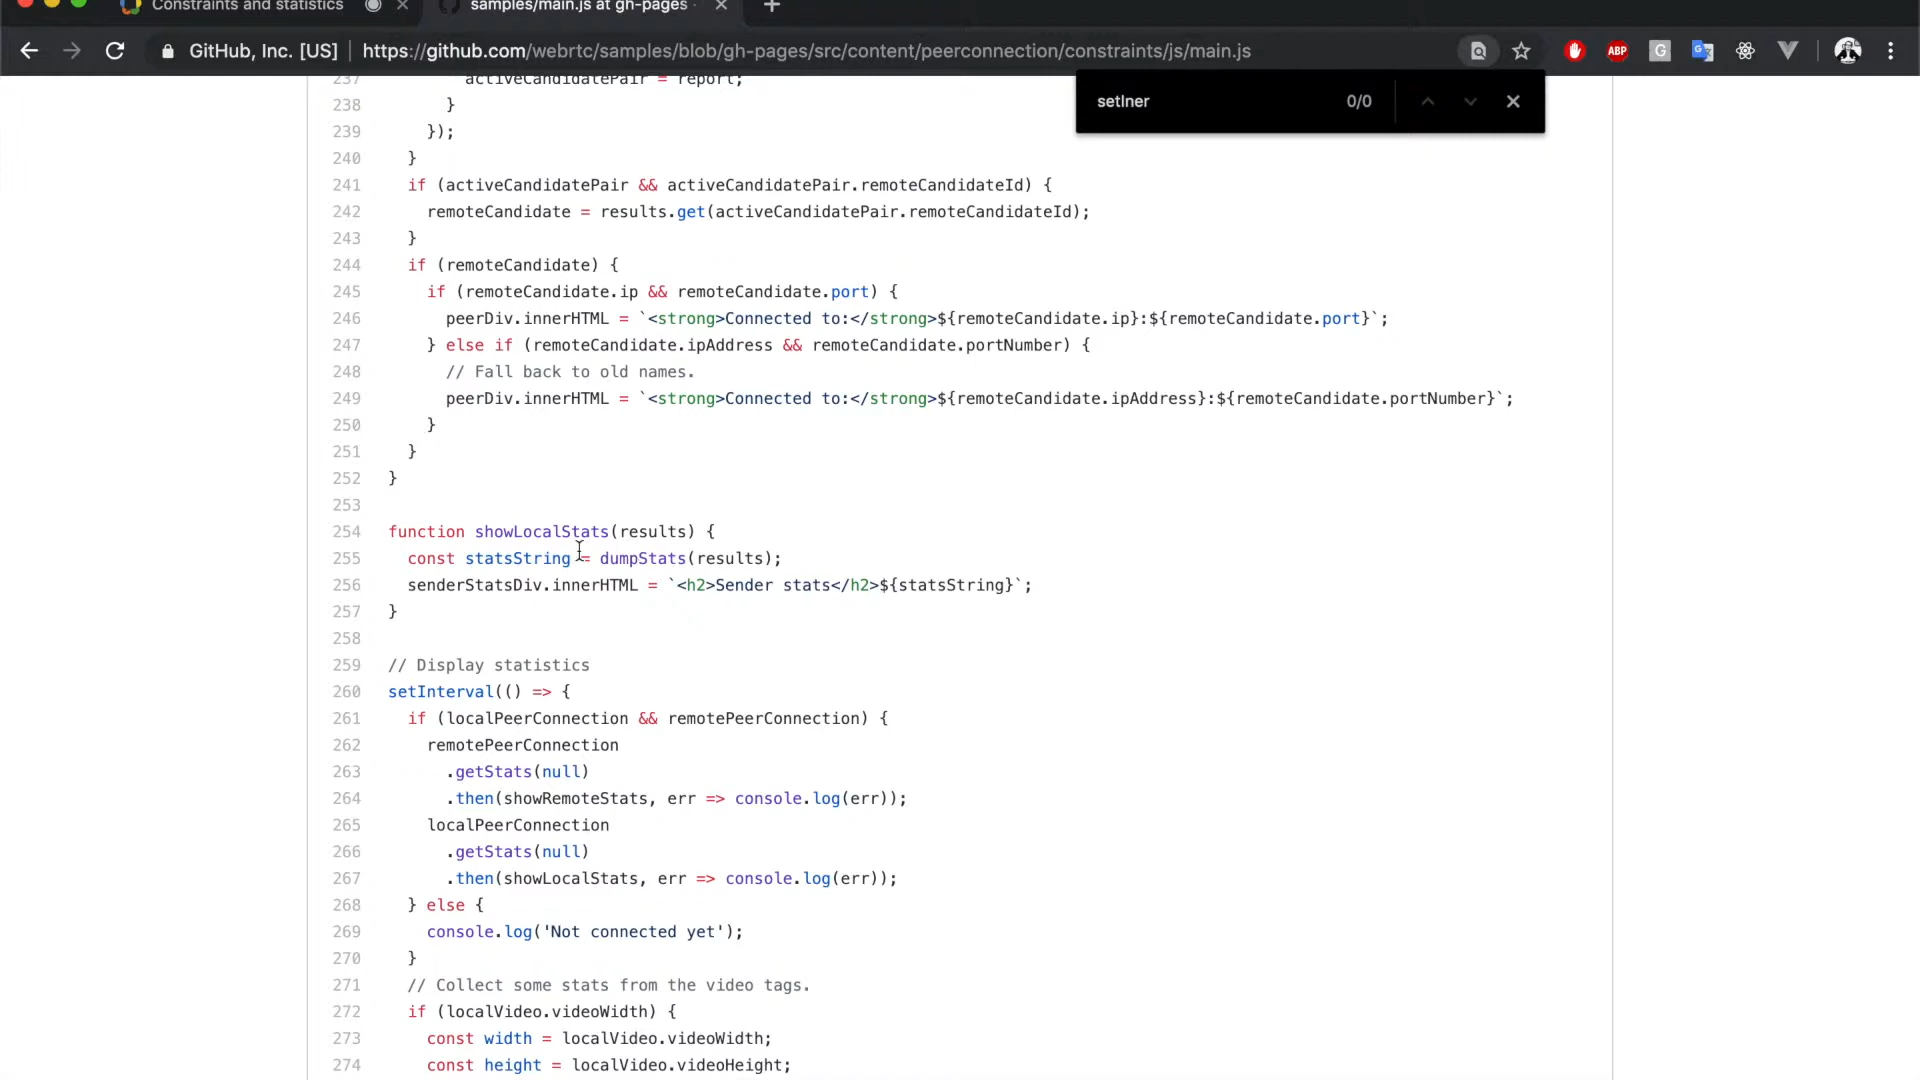 Constraints and statistics
samples/main.js at gh-pages ·
GitHub, Inc. [US] | https://github.com/webrtc/samples/blob/gh-pages/src/content/peerconnection/constraints/js/main.js
ABP
G
setIner 0/0
237 activeCandidatePair = report;
238 }
239 });
240 }
241 if (activeCandidatePair && activeCandidatePair.remoteCandidateId) {
242 remoteCandidate = results.get(activeCandidatePair.remoteCandidateId);
243 }
244 if (remoteCandidate) {
245 if (remoteCandidate.ip && remoteCandidate.port) {
246 peerDiv.innerHTML = `<strong>Connected to:</strong>${remoteCandidate.ip}:${remoteCandidate.port}`;
247 } else if (remoteCandidate.ipAddress && remoteCandidate.portNumber) {
248 // Fall back to old names.
249 peerDiv.innerHTML = `<strong>Connected to:</strong>${remoteCandidate.ipAddress}:${remoteCandidate.portNumber}`;
250 }
251 }
252 }
253
254 function showLocalStats(results) {
255 const statsString = dumpStats(results);
256 senderStatsDiv.innerHTML = `<h2>Sender stats</h2>${statsString}`;
257 }
258
259 // Display statistics
260 setInterval(() => {
261 if (localPeerConnection && remotePeerConnection) {
262 remotePeerConnection
263 .getStats(null)
264 .then(showRemoteStats, err => console.log(err));
265 localPeerConnection
266 .getStats(null)
267 .then(showLocalStats, err => console.log(err));
268 } else {
269 console.log('Not connected yet');
270 }
271 // Collect some stats from the video tags.
272 if (localVideo.videoWidth) {
273 const width = localVideo.videoWidth;
274 const height = localVideo.videoHeight;